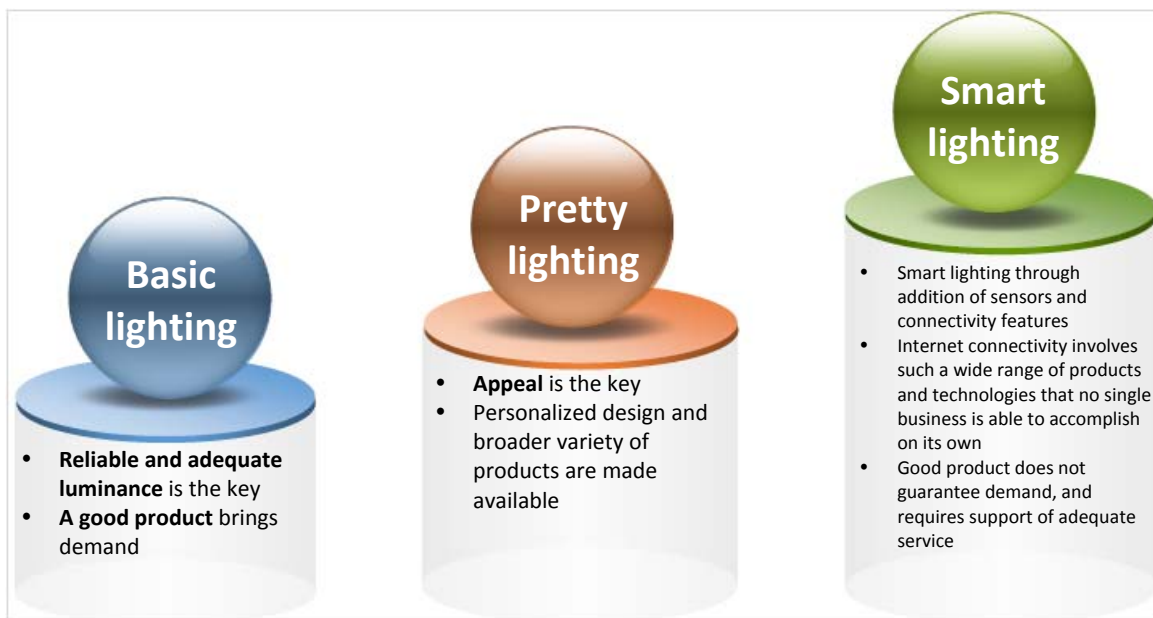 Basic
lighting
• Reliable and adequate
luminance is the key
• A good product brings
demand
Pretty
lighting
• Appeal is the key
• Personalized design and
broader variety of
products are made
available
Smart
lighting
• Smart lighting through
addition of sensors and
connectivity features
• Internet connectivity involves
such a wide range of products
and technologies that no single
business is able to accomplish
on its own
• Good product does not
guarantee demand, and
requires support of adequate
service